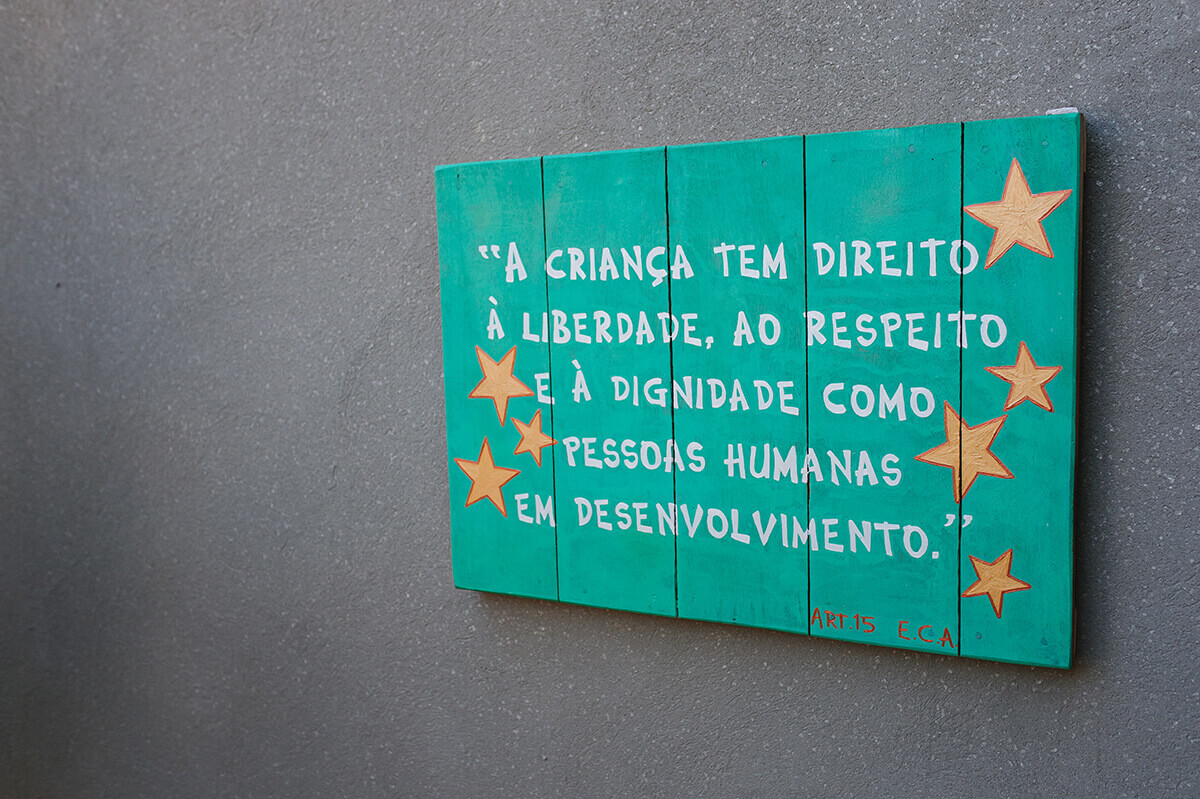 “A CRIANÇA TEM DIREITO
À LIBERDADE, AO RESPEITO
E À DIGNIDADE COMO
PESSOAS HUMANAS
EM DESENVOLVIMENTO.”
ART.15 E.C.A